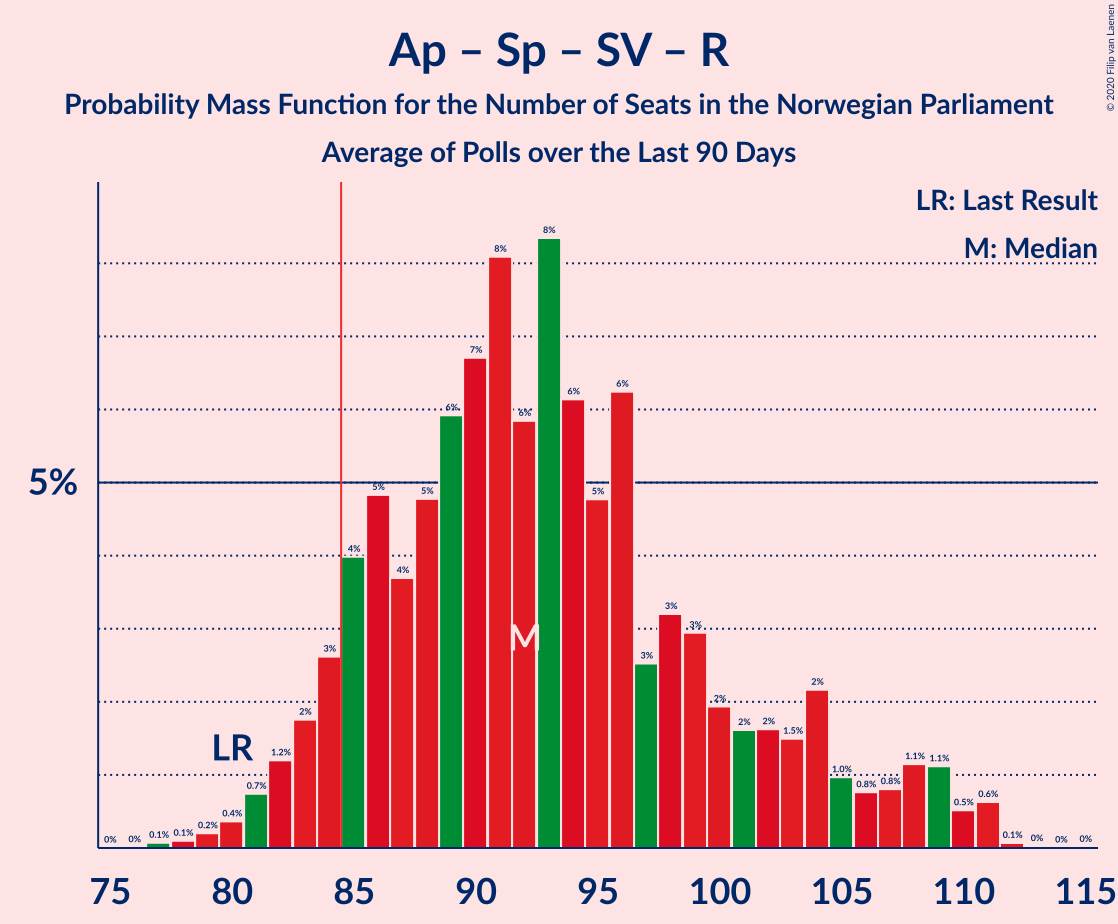 Ap – Sp – SV – R
Probability Mass Function for the Number of Seats in the Norwegian Parliament
Average of Polls over the Last 90 Days
© 2020 Filip van Laenen
LR: Last Result
M: Median
5%
LR
M
0% 0% 0.1% 0.1% 0.2% 0.4% 0.7% 1.2% 2% 3% 4% 5% 4% 5% 6% 7% 8% 6% 8% 6% 5% 6% 3% 3% 3% 2% 2% 2% 1.5% 2% 1.0% 0.8% 0.8% 1.1% 1.1% 0.5% 0.6% 0.1% 0% 0% 0%
75 80 85 90 95 100 105 110 115